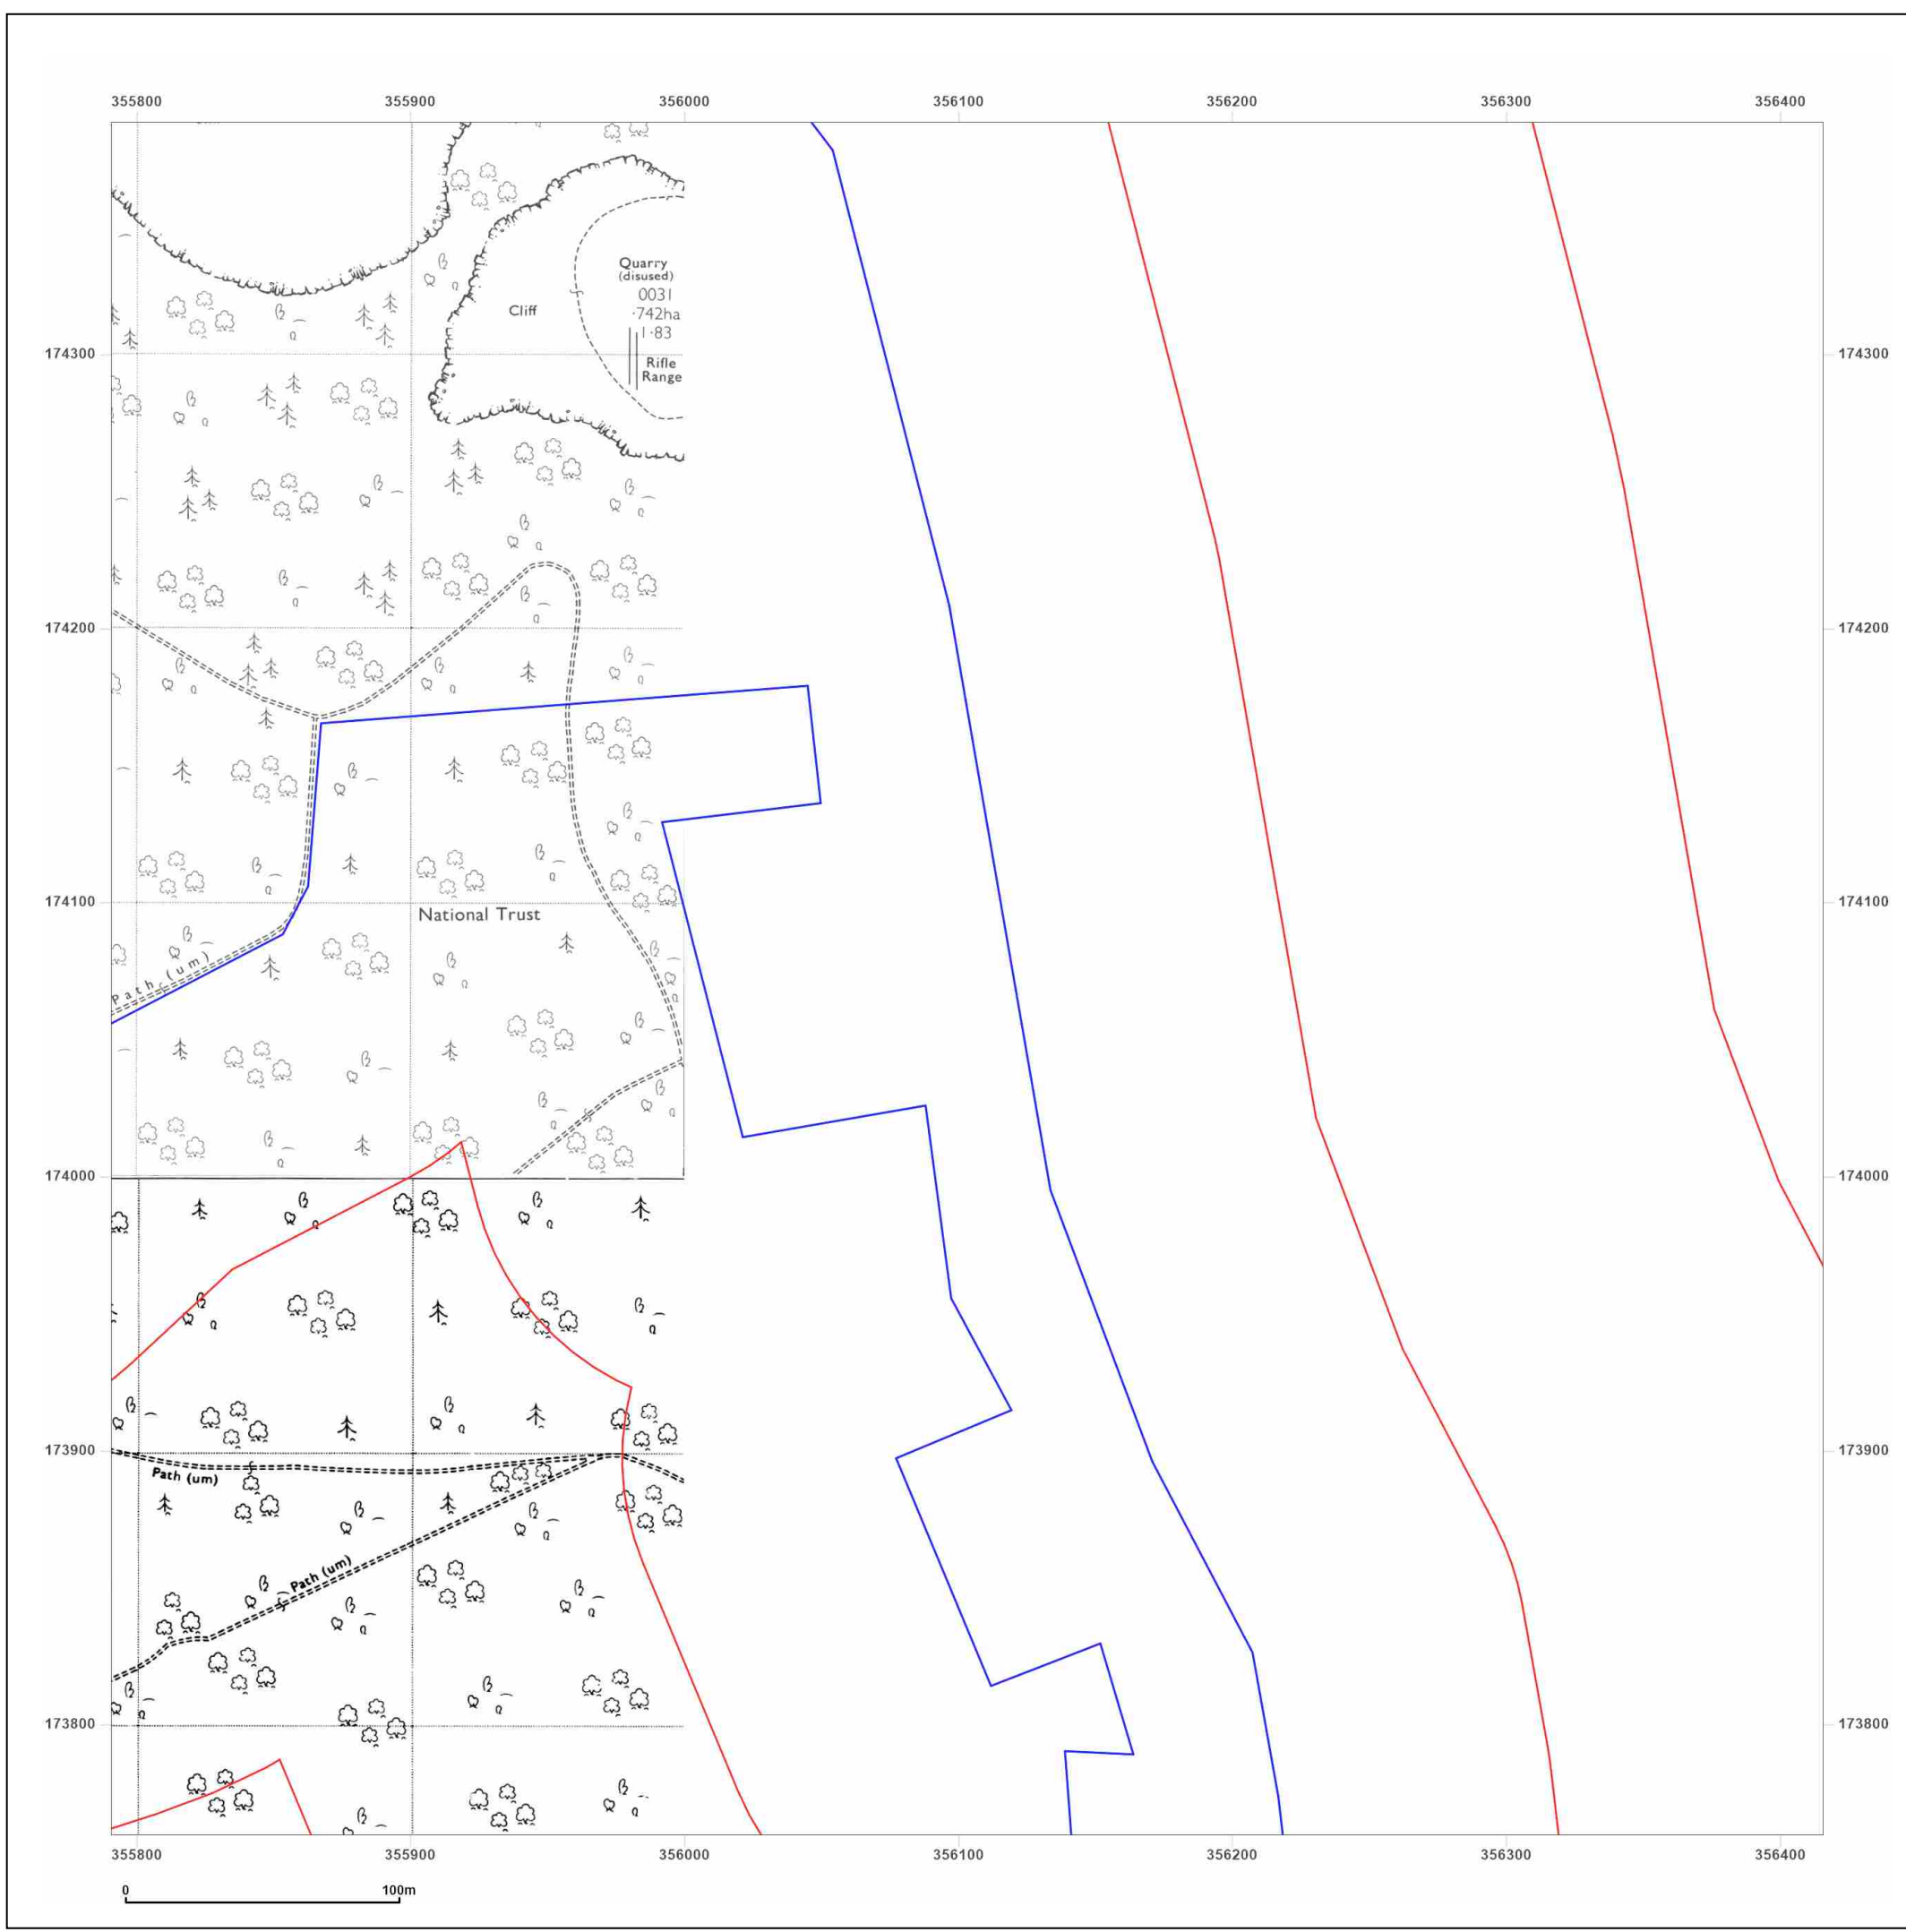 355800 355900 356000 356100 356200 356300 356400
Quarry
(disused)
0031
·742ha
1·83
Cliff
174300 174300
Rifle
Range
174200 174200
174100 174100
National Trust
Path (um)
174000 174000
173900 173900
Path (um)
Path (um)
173800 173800
355800 355900 356000 356100 356200 356300 356400
0 100m